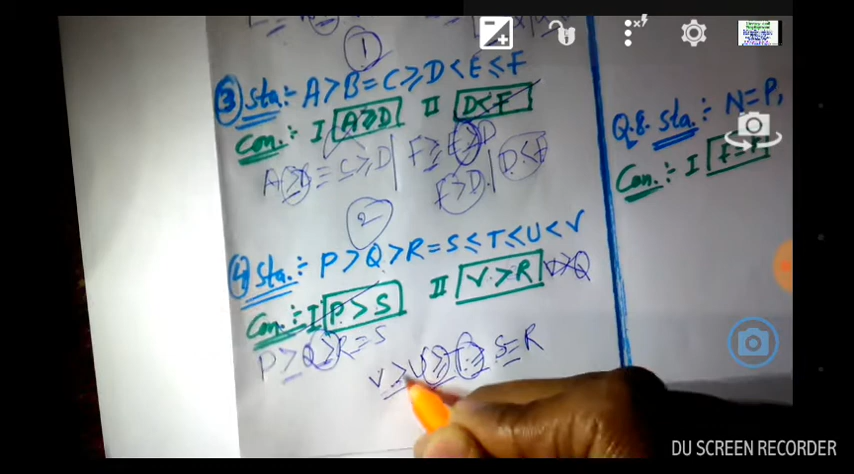 1
③ Sta:- A > B = C ≥ D < E ≤ F
Con.:- I A ≥ D II D < F
F ≥ E > D
F > D. D < F
2
④ Sta:- P > Q > R = S ≤ T ≤ U < V
Con.:- I P > S II V > R V > Q
P > Q > R = S
S = R
Q.8. Sta:- N = P,
Con.:- I
DU SCREEN RECORDER